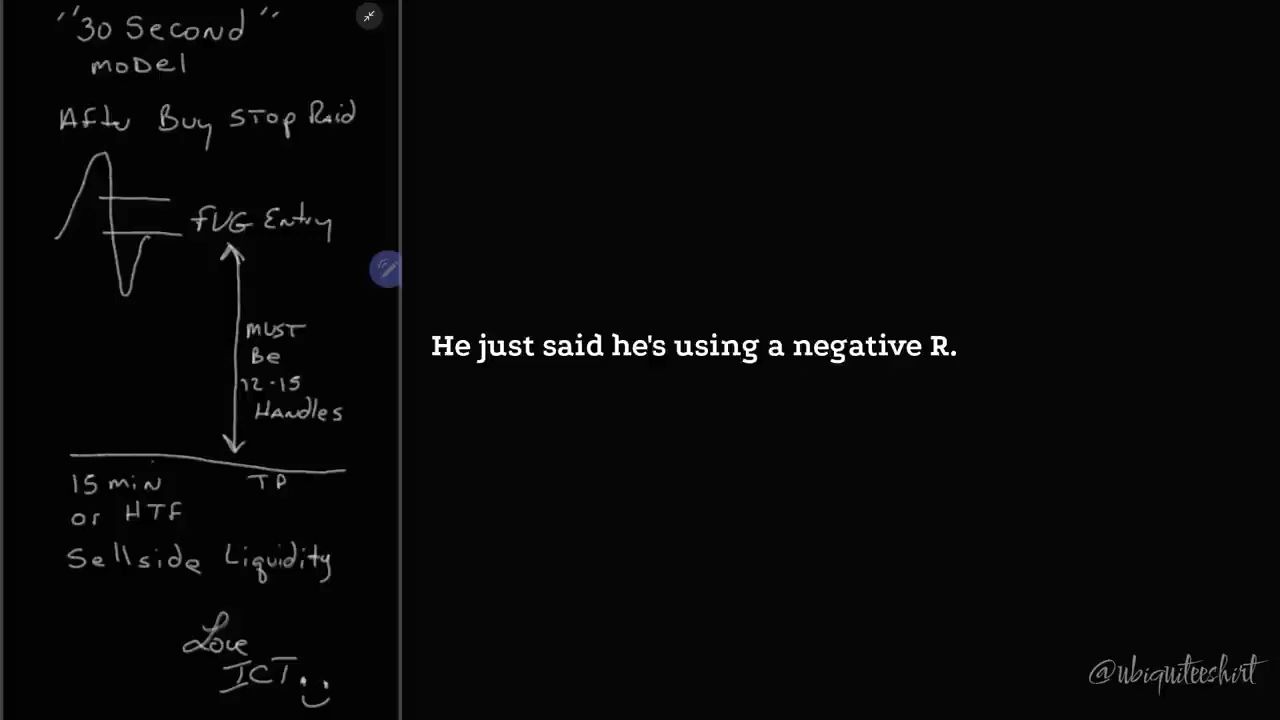 "30 Second"
moDel
After Buy STop Raid
FVG Entry
MUST
Be
12-15
HANdles
15 miN
TP
or HTF
Sellside Liquidity
Love
ICT
He just said he's using a negative R.
@ubiquiteeshirt